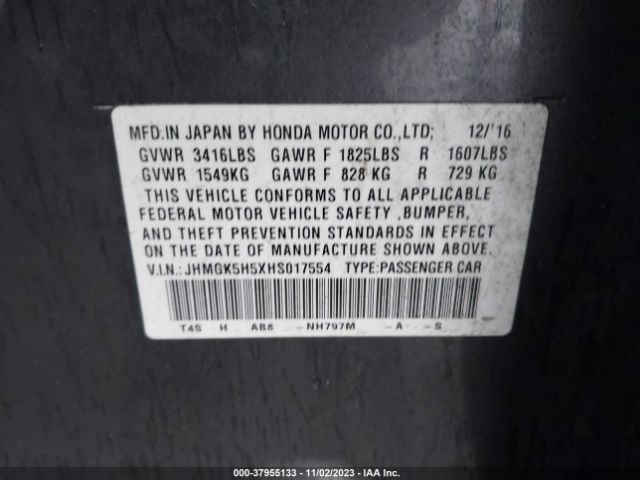 MFD.IN JAPAN BY HONDA MOTOR CO.,LTD; 12/'16
GVWR 3416LBS GAWR F 1825LBS R 1607LBS
GVWR 1549KG GAWR F 828 KG R 729 KG
THIS VEHICLE CONFORMS TO ALL APPLICABLE
FEDERAL MOTOR VEHICLE SAFETY ,BUMPER,
AND THEFT PREVENTION STANDARDS IN EFFECT
ON THE DATE OF MANUFACTURE SHOWN ABOVE.
V.I.N.:JHMGK5H5XHS017554 TYPE:PASSENGER CAR
T4S H AB8 -NH797M -A -S
000-37955133 - 11/02/2023 - IAA Inc.